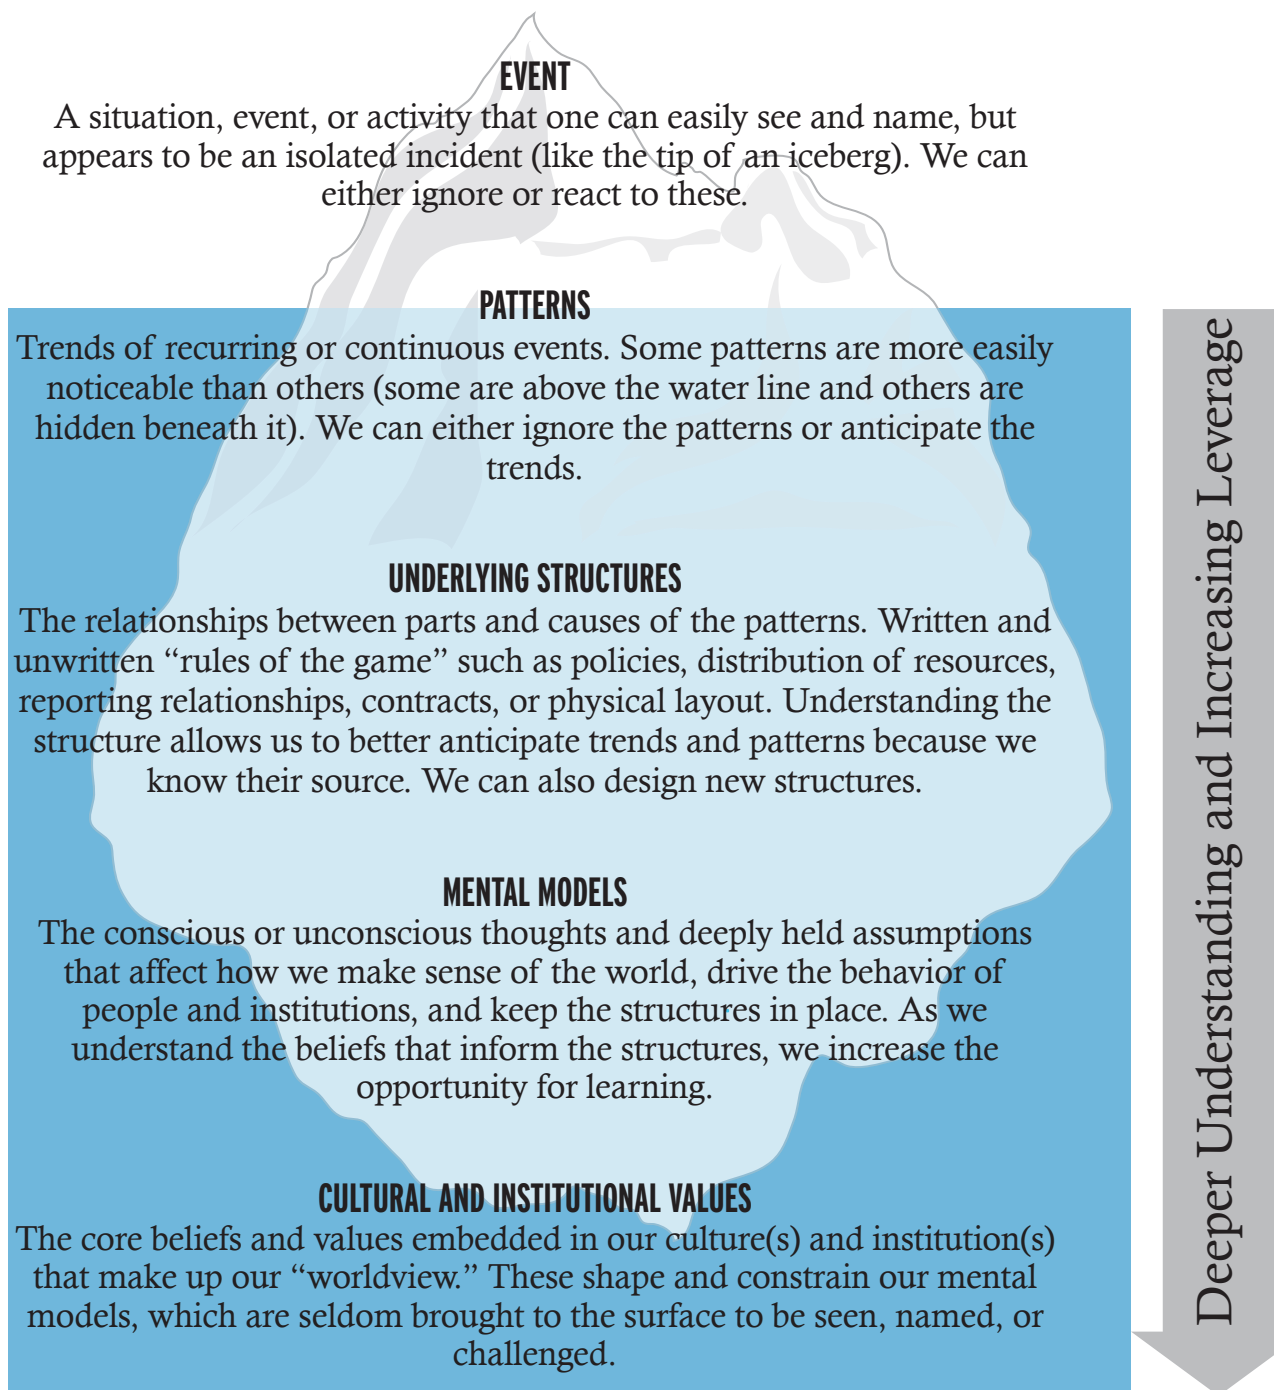 EVENT
A situation, event, or activity that one can easily see and name, but
appears to be an isolated incident (like the tip of an iceberg). We can
either ignore or react to these.
PATTERNS
Trends of recurring or continuous events. Some patterns are more easily
noticeable than others (some are above the water line and others are
hidden beneath it). We can either ignore the patterns or anticipate the
trends.
UNDERLYING STRUCTURES
The relationships between parts and causes of the patterns. Written and
unwritten “rules of the game” such as policies, distribution of resources,
reporting relationships, contracts, or physical layout. Understanding the
structure allows us to better anticipate trends and patterns because we
know their source. We can also design new structures.
MENTAL MODELS
The conscious or unconscious thoughts and deeply held assumptions
that affect how we make sense of the world, drive the behavior of
people and institutions, and keep the structures in place. As we
understand the beliefs that inform the structures, we increase the
opportunity for learning.
CULTURAL AND INSTITUTIONAL VALUES
The core beliefs and values embedded in our culture(s) and institution(s)
that make up our “worldview.” These shape and constrain our mental
models, which are seldom brought to the surface to be seen, named, or
challenged.
Deeper Understanding and Increasing Leverage